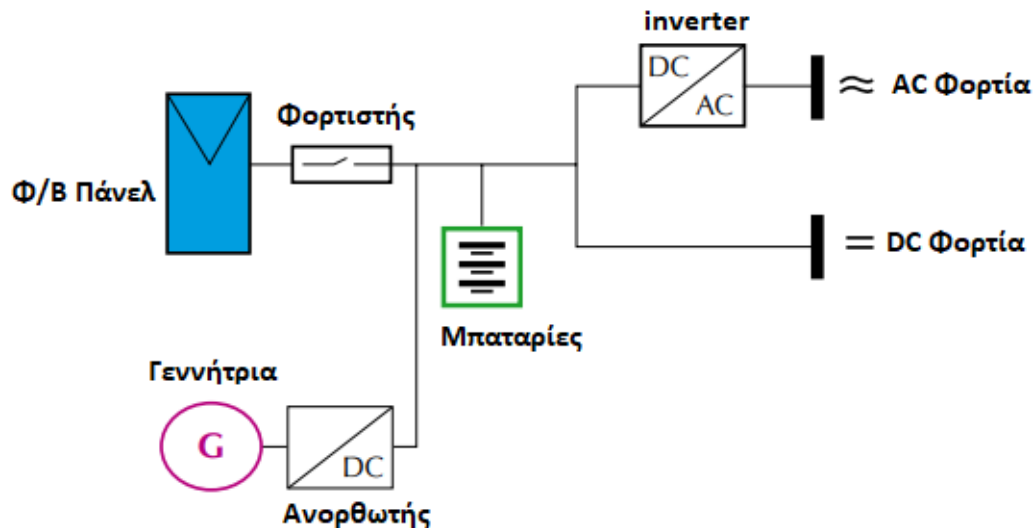 inverter
DC
AC
≈ AC Φορτία
Φορτιστής
Φ/Β Πάνελ
= DC Φορτία
Μπαταρίες
Γεννήτρια
G
DC
Ανορθωτής